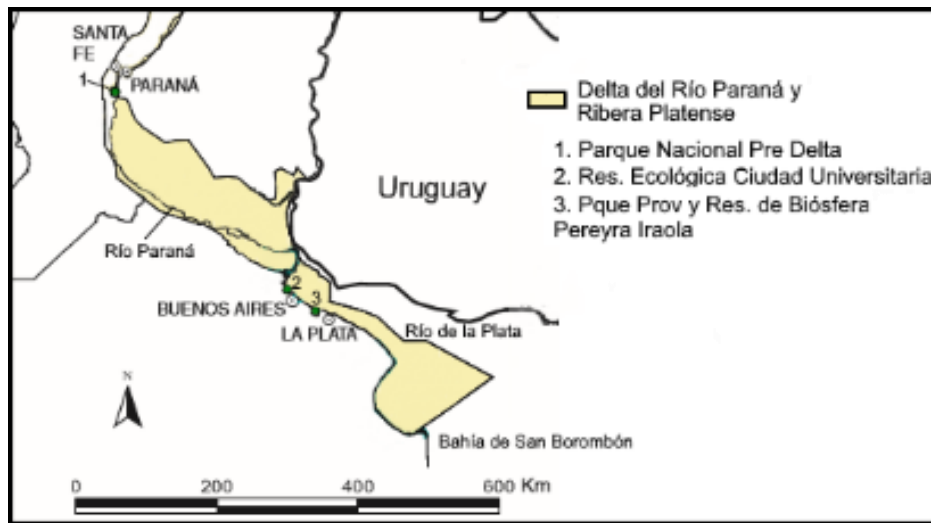 SANTA
FE
1
PARANÁ
Delta del Río Paraná y
Ribera Platense
1. Parque Nacional Pre Delta
2. Res. Ecológica Ciudad Universitaria
3. Pque Prov y Res. de Biósfera
Pereyra Iraola
Uruguay
Río Paraná
2
BUENOS AIRES
3
LA PLATA
Río de la Plata
N
Bahía de San Borombón
0 200 400 600 Km